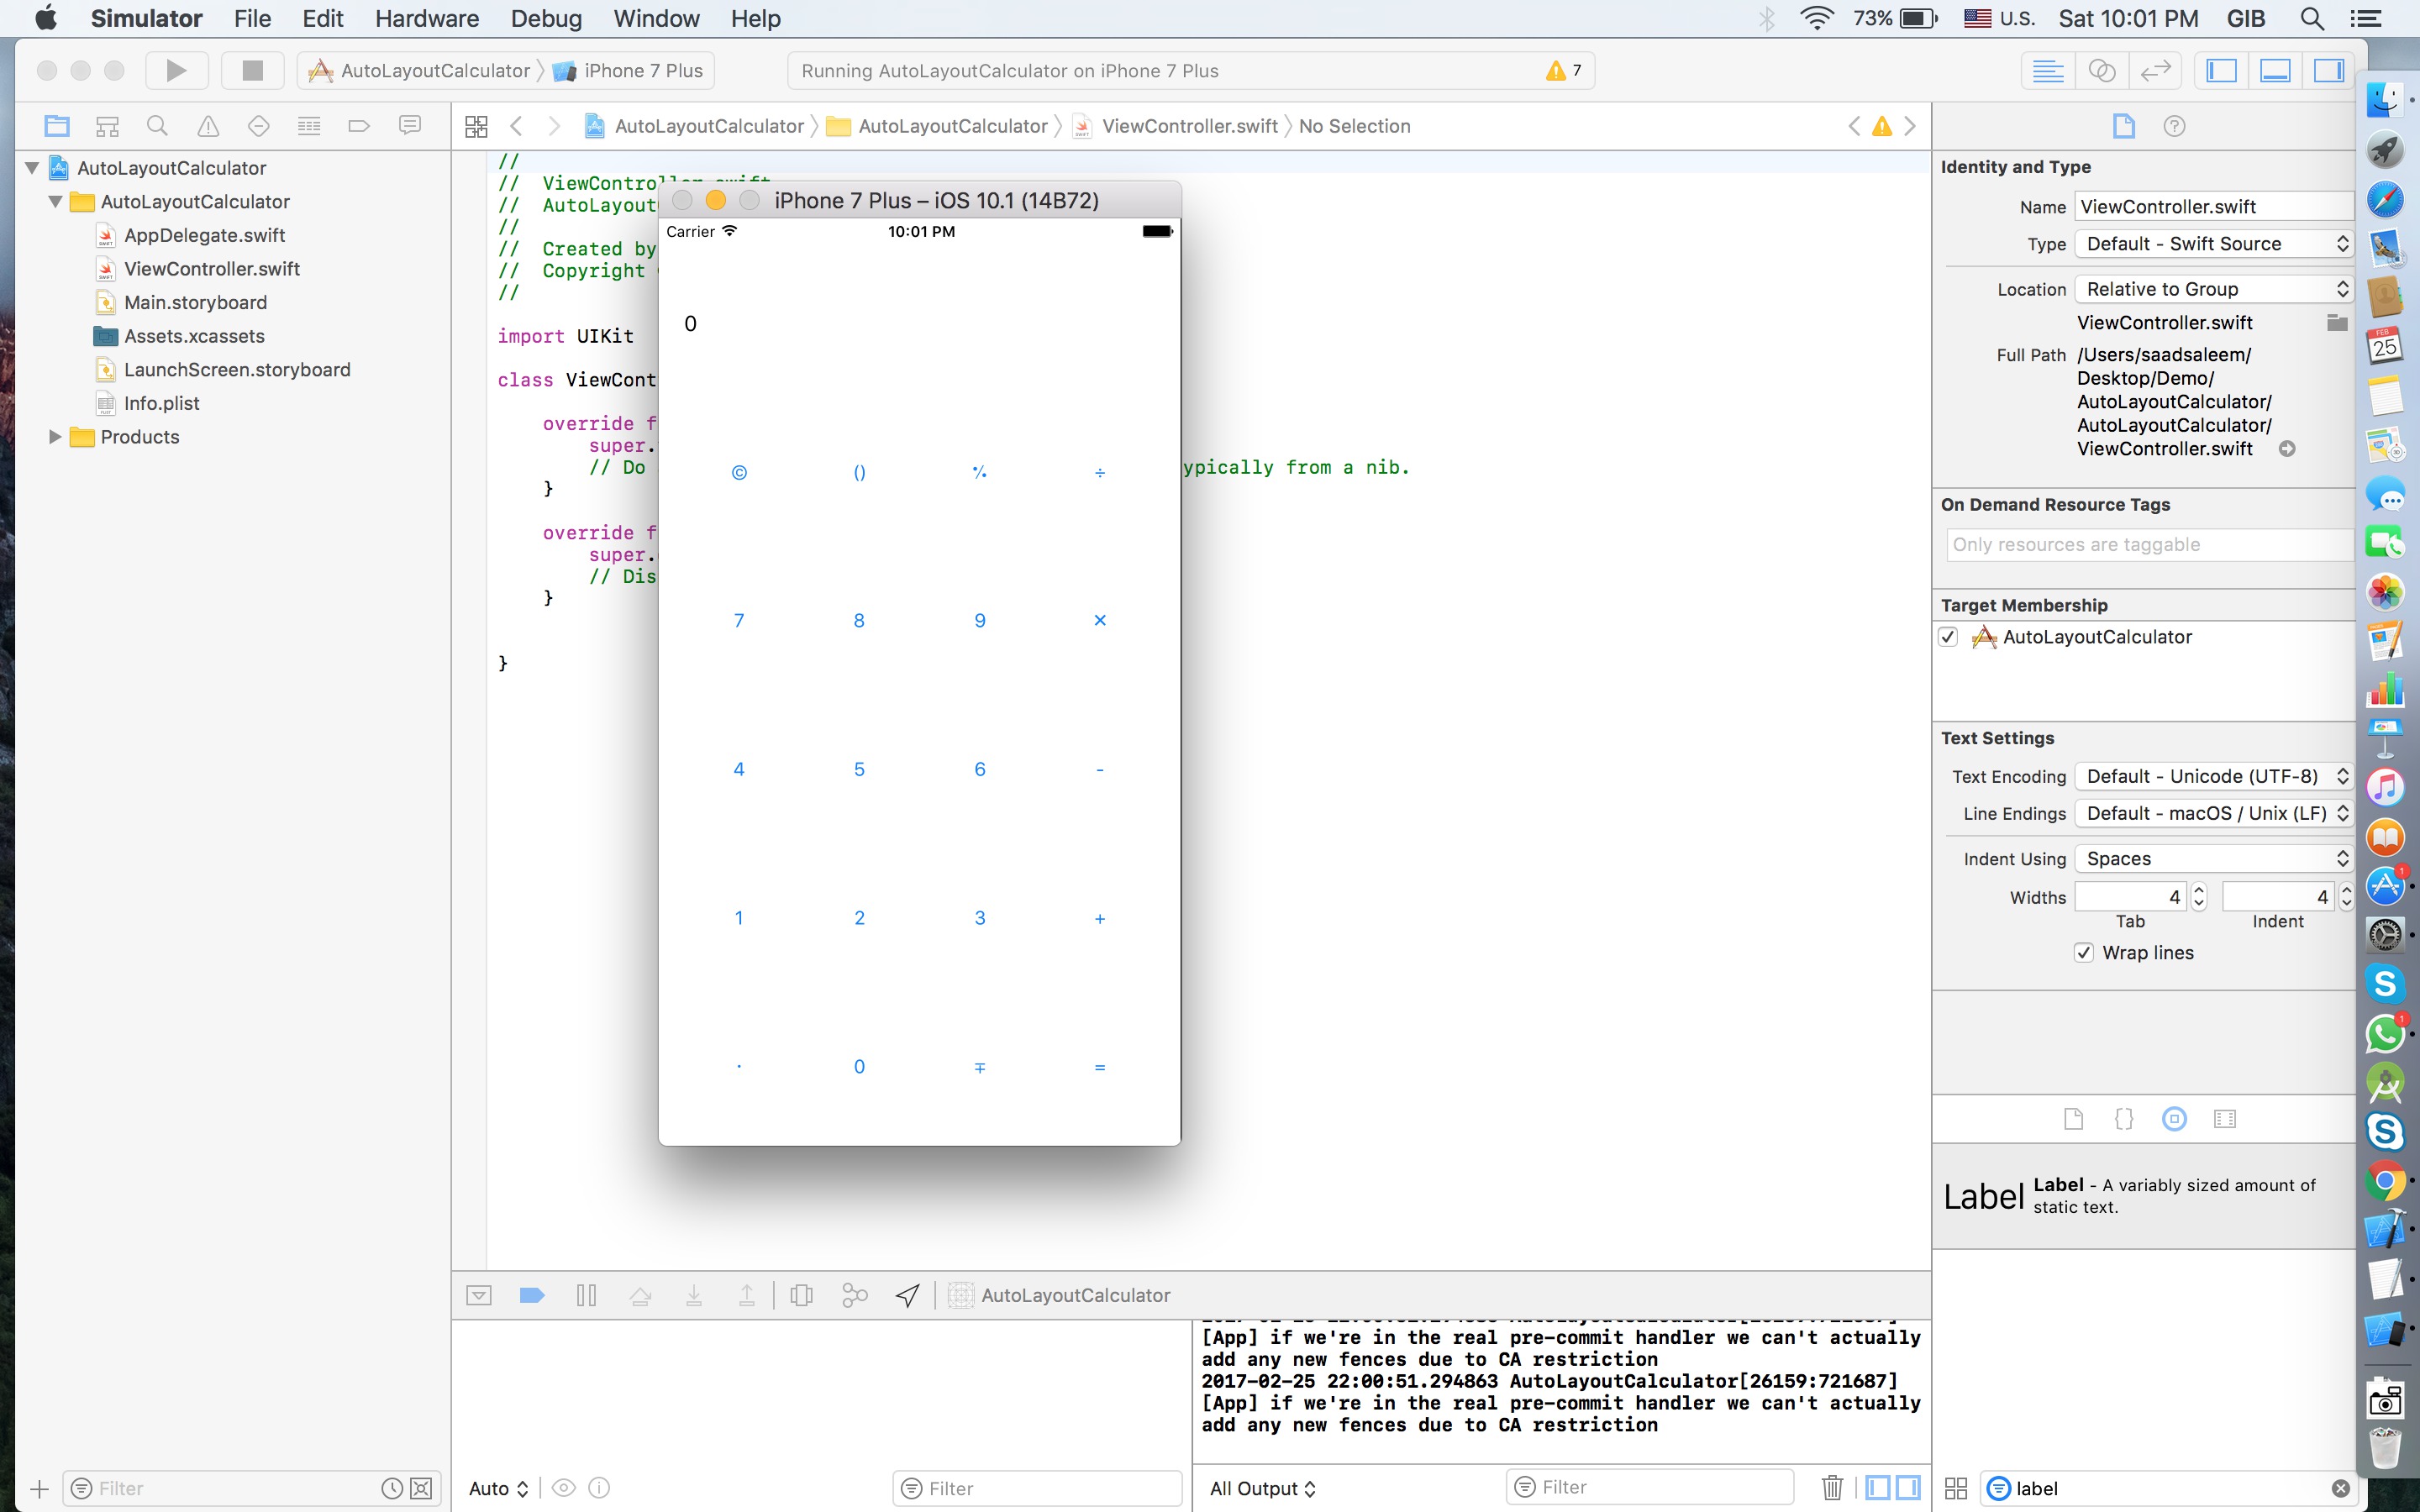 Simulator File Edit Hardware Debug Window Help 73% U.S. Sat 10:01 PM GIB
AutoLayoutCalculator iPhone 7 Plus Running AutoLayoutCalculator on iPhone 7 Plus 7
AutoLayoutCalculator AutoLayoutCalculator ViewController.swift No Selection
AutoLayoutCalculator
AutoLayoutCalculator
AppDelegate.swift
ViewController.swift
Main.storyboard
Assets.xcassets
LaunchScreen.storyboard
Info.plist
Products
Filter
//
// ViewController.swift
// AutoLayout
//
// Created by
// Copyright
//
import UIKit
class ViewCont
override f
super.
// Do ypically from a nib.
}
override f
super.
// Dis
}
}
iPhone 7 Plus – iOS 10.1 (14B72)
Carrier 10:01 PM
0
© () ⁒ ÷
7 8 9 ×
4 5 6 -
1 2 3 +
. 0 ∓ =
AutoLayoutCalculator
[App] if we're in the real pre-commit handler we can't actually
add any new fences due to CA restriction
2017-02-25 22:00:51.294863 AutoLayoutCalculator[26159:721687]
[App] if we're in the real pre-commit handler we can't actually
add any new fences due to CA restriction
Auto Filter All Output Filter
Identity and Type
Name ViewController.swift
Type Default - Swift Source
Location Relative to Group
ViewController.swift
Full Path /Users/saadsaleem/
Desktop/Demo/
AutoLayoutCalculator/
AutoLayoutCalculator/
ViewController.swift
On Demand Resource Tags
Only resources are taggable
Target Membership
AutoLayoutCalculator
Text Settings
Text Encoding Default - Unicode (UTF-8)
Line Endings Default - macOS / Unix (LF)
Indent Using Spaces
Widths 4 4
Tab Indent
Wrap lines
Label Label - A variably sized amount of
static text.
label
FEB
25
1
1